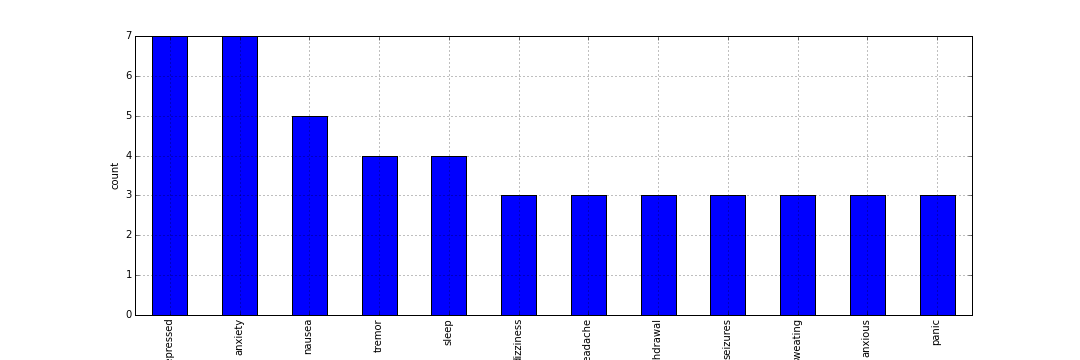 7
6
5
4
3
2
1
0
count
pressed
anxiety
nausea
tremor
sleep
izziness
eadache
hdrawal
seizures
weating
anxious
panic